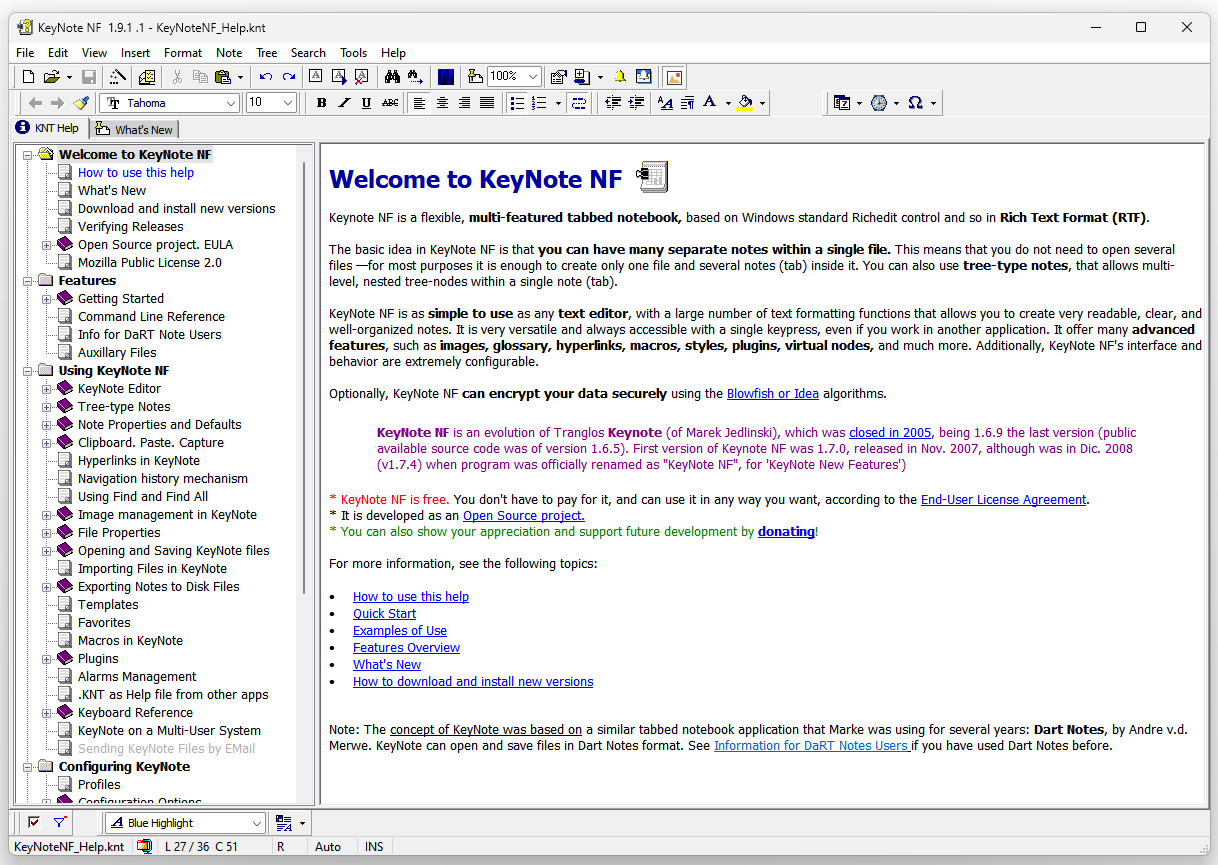 KeyNote NF 1.9.1 .1 - KeyNoteNF_Help.knt
File Edit View Insert Format Note Tree Search Tools Help
100%
Tahoma 10 B I U ABC
KNT Help What's New
Welcome to KeyNote NF
How to use this help
What's New
Download and install new versions
Verifying Releases
Open Source project. EULA
Mozilla Public License 2.0
Features
Getting Started
Command Line Reference
Info for DaRT Note Users
Auxillary Files
Using KeyNote NF
KeyNote Editor
Tree-type Notes
Note Properties and Defaults
Clipboard. Paste. Capture
Hyperlinks in KeyNote
Navigation history mechanism
Using Find and Find All
Image management in KeyNote
File Properties
Opening and Saving KeyNote files
Importing Files in KeyNote
Exporting Notes to Disk Files
Templates
Favorites
Macros in KeyNote
Plugins
Alarms Management
.KNT as Help file from other apps
Keyboard Reference
KeyNote on a Multi-User System
Sending KeyNote Files by EMail
Configuring KeyNote
Profiles
Configuration Options
Welcome to KeyNote NF
Keynote NF is a flexible, multi-featured tabbed notebook, based on Windows standard Richedit control and so in Rich Text Format (RTF).
The basic idea in KeyNote NF is that you can have many separate notes within a single file. This means that you do not need to open several
files —for most purposes it is enough to create only one file and several notes (tab) inside it. You can also use tree-type notes, that allows multi-
level, nested tree-nodes within a single note (tab).
KeyNote NF is as simple to use as any text editor, with a large number of text formatting functions that allows you to create very readable, clear, and
well-organized notes. It is very versatile and always accessible with a single keypress, even if you work in another application. It offer many advanced
features, such as images, glossary, hyperlinks, macros, styles, plugins, virtual nodes, and much more. Additionally, KeyNote NF's interface and
behavior are extremely configurable.
Optionally, KeyNote NF can encrypt your data securely using the Blowfish or Idea algorithms.
KeyNote NF is an evolution of Tranglos Keynote (of Marek Jedlinski), which was closed in 2005, being 1.6.9 the last version (public
available source code was of version 1.6.5). First version of Keynote NF was 1.7.0, released in Nov. 2007, although was in Dic. 2008
(v1.7.4) when program was officially renamed as "KeyNote NF", for 'KeyNote New Features')
* KeyNote NF is free. You don't have to pay for it, and can use it in any way you want, according to the End-User License Agreement.
* It is developed as an Open Source project.
* You can also show your appreciation and support future development by donating!
For more information, see the following topics:
• How to use this help
• Quick Start
• Examples of Use
• Features Overview
• What's New
• How to download and install new versions
Note: The concept of KeyNote was based on a similar tabbed notebook application that Marke was using for several years: Dart Notes, by Andre v.d.
Merwe. KeyNote can open and save files in Dart Notes format. See Information for DaRT Notes Users if you have used Dart Notes before.
Blue Highlight
KeyNoteNF_Help.knt L 27 / 36 C 51 R Auto INS